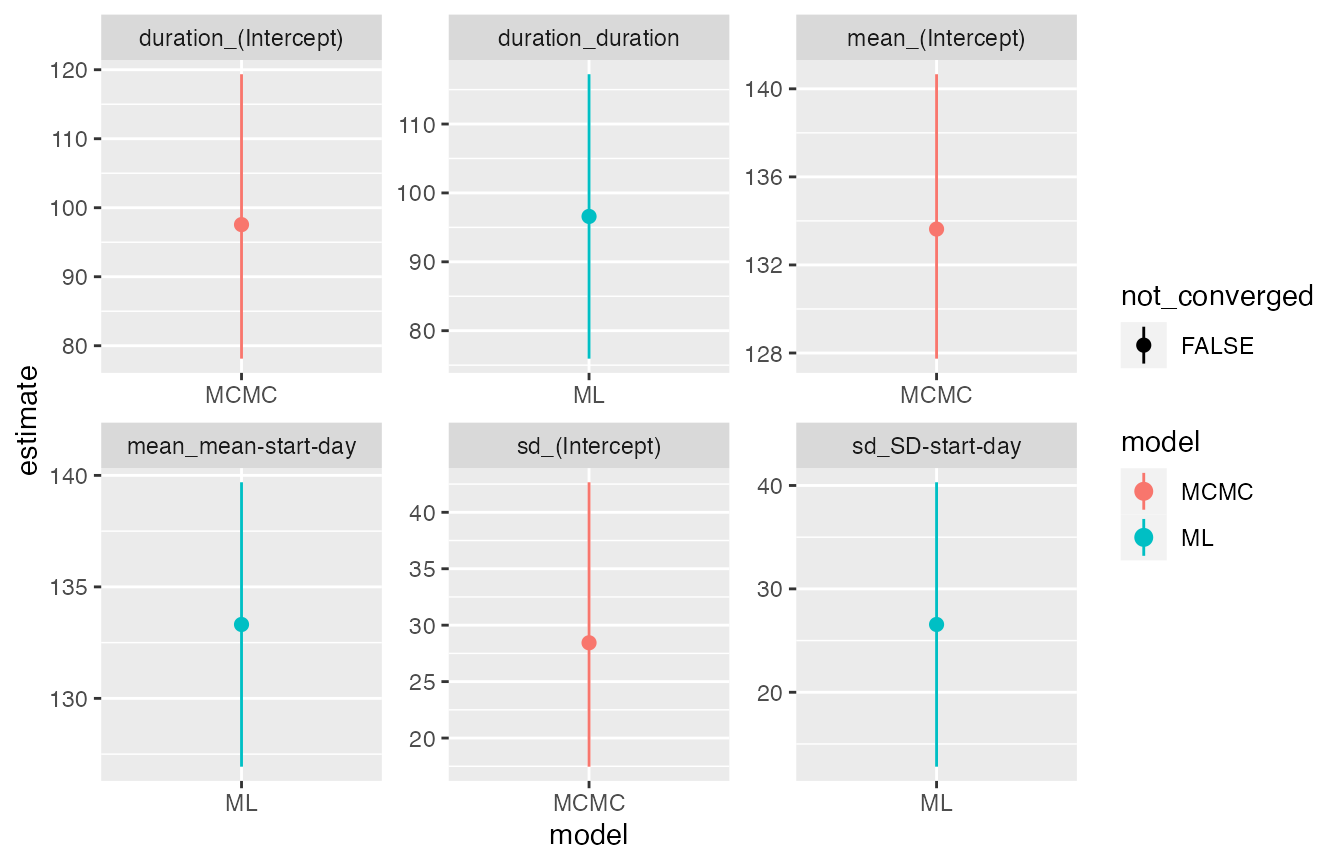 estimate
duration_(Intercept)
120
110
100
90
80
MCMC
duration_duration
110
100
90
80
ML
mean_(Intercept)
140
136
132
128
MCMC
mean_mean-start-day
140
135
130
ML
sd_(Intercept)
40
35
30
25
20
MCMC
sd_SD-start-day
40
30
20
ML
model
not_converged
FALSE
model
MCMC
ML